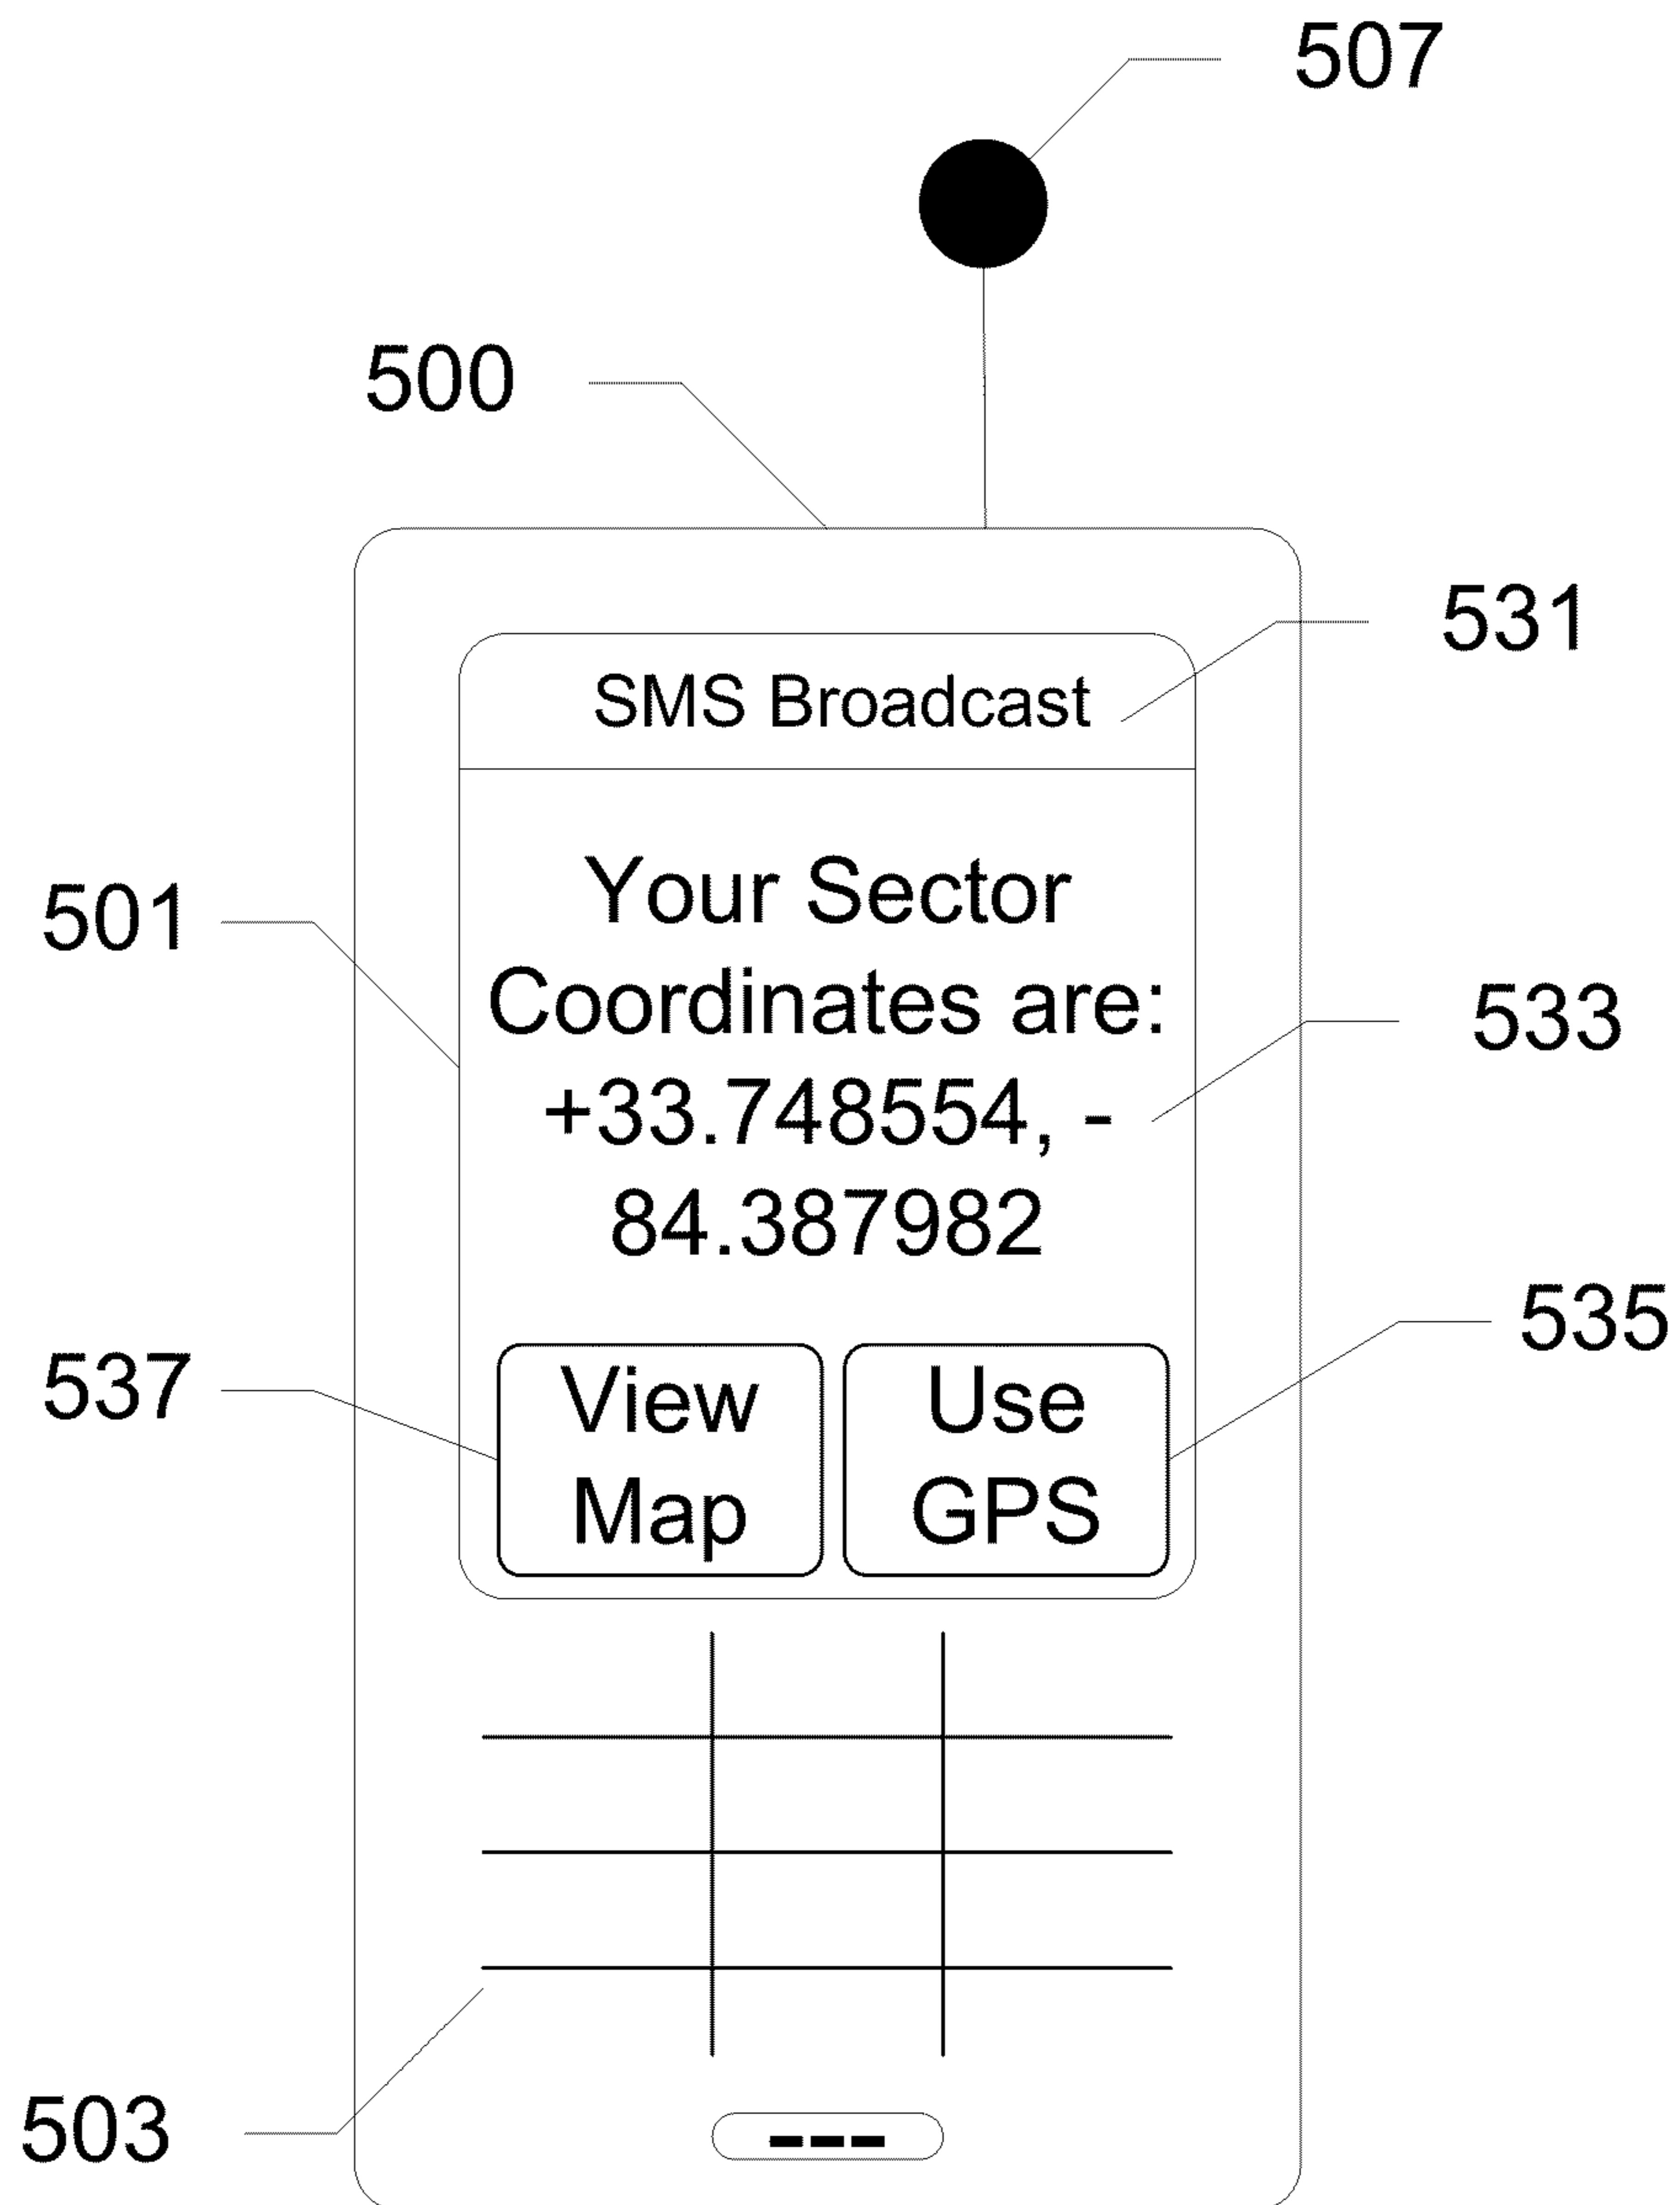 507
500
531
SMS Broadcast
Your Sector
501
Coordinates are:
533
+33.748554, -
84.387982
535
537
View
Map
Use
GPS
503
---